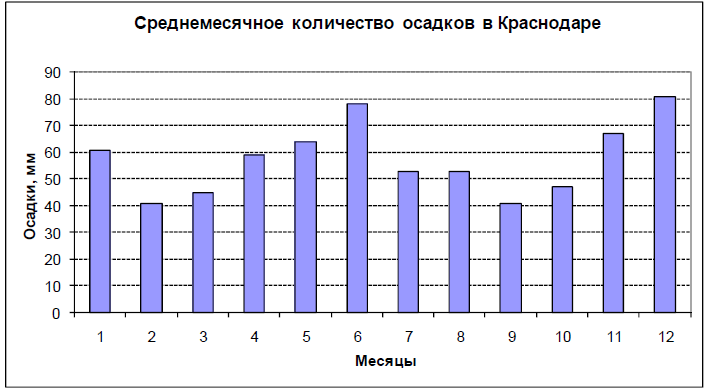 Среднемесячное количество осадков в Краснодаре
90
80
70
60
50
40
30
20
10
0
Осадки, мм
1 2 3 4 5 6 7 8 9 10 11 12
Месяцы